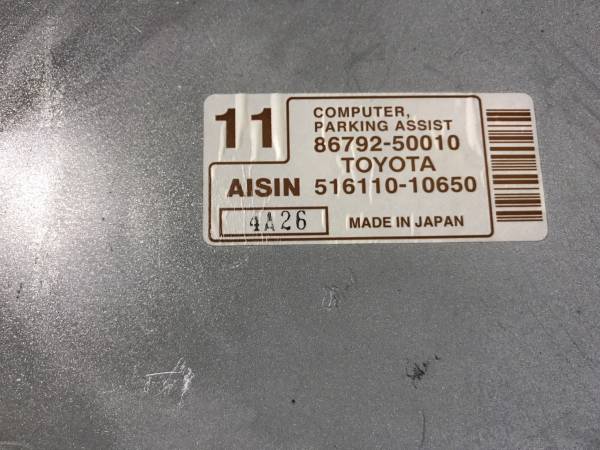 11
COMPUTER,
PARKING ASSIST
86792-50010
TOYOTA
AISIN 516110-10650
4A26 MADE IN JAPAN